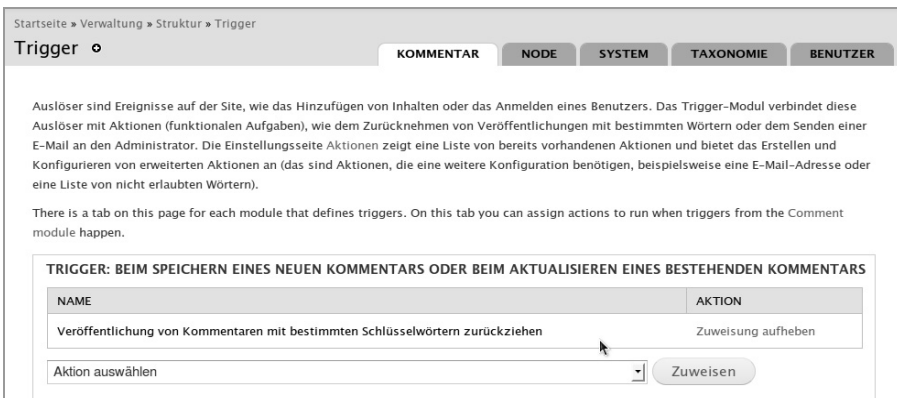 Startseite » Verwaltung » Struktur » Trigger
Trigger
KOMMENTAR NODE SYSTEM TAXONOMIE BENUTZER
Auslöser sind Ereignisse auf der Site, wie das Hinzufügen von Inhalten oder das Anmelden eines Benutzers. Das Trigger-Modul verbindet diese
Auslöser mit Aktionen (funktionalen Aufgaben), wie dem Zurücknehmen von Veröffentlichungen mit bestimmten Wörtern oder dem Senden einer
E-Mail an den Administrator. Die Einstellungsseite Aktionen zeigt eine Liste von bereits vorhandenen Aktionen und bietet das Erstellen und
Konfigurieren von erweiterten Aktionen an (das sind Aktionen, die eine weitere Konfiguration benötigen, beispielsweise eine E-Mail-Adresse oder
eine Liste von nicht erlaubten Wörtern).
There is a tab on this page for each module that defines triggers. On this tab you can assign actions to run when triggers from the Comment
module happen.
TRIGGER: BEIM SPEICHERN EINES NEUEN KOMMENTARS ODER BEIM AKTUALISIEREN EINES BESTEHENDEN KOMMENTARS
NAME AKTION
Veröffentlichung von Kommentaren mit bestimmten Schlüsselwörtern zurückziehen Zuweisung aufheben
Aktion auswählen Zuweisen